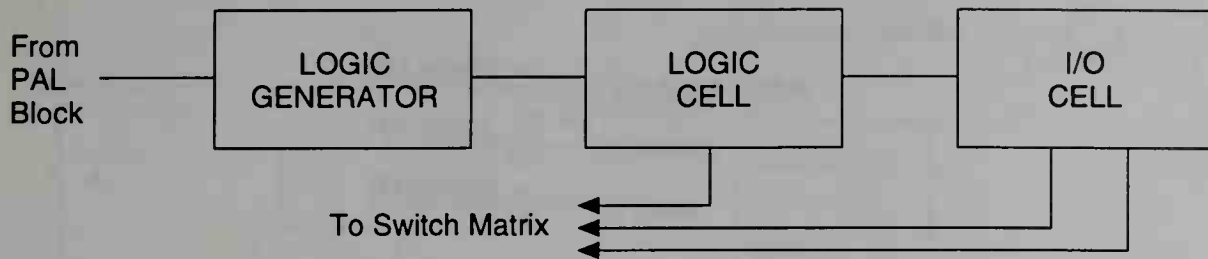 From
PAL
Block
LOGIC
GENERATOR
LOGIC
CELL
I/O
CELL
To Switch Matrix